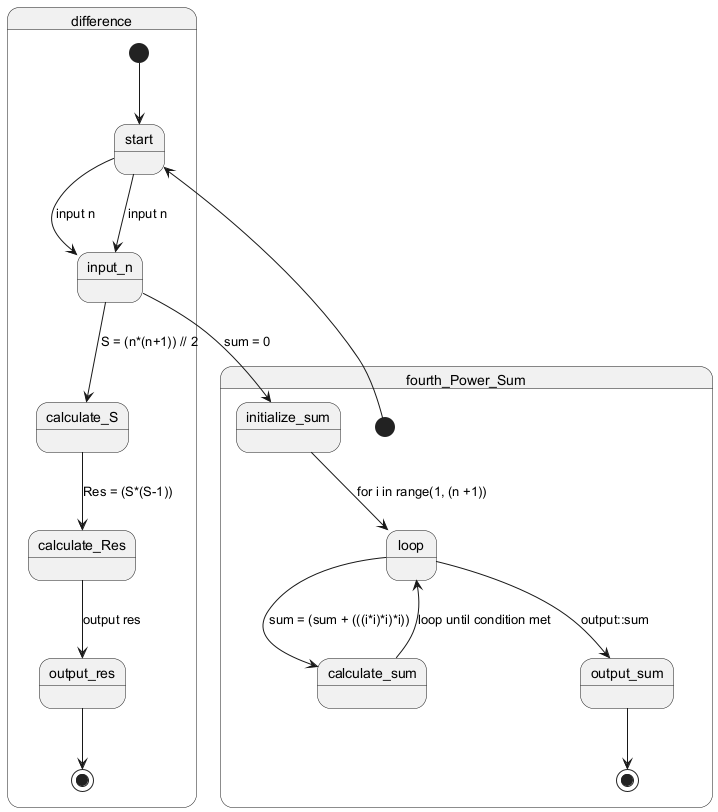 difference
start
input n
input n
input_n
S = (n*(n+1)) // 2
sum = 0
fourth_Power_Sum
calculate_S
initialize_sum
Res = (S*(S-1))
for i in range(1, (n +1))
calculate_Res
loop
output res
sum = (sum + (((i*i)*i)*i))
loop until condition met
output::sum
output_res
calculate_sum
output_sum